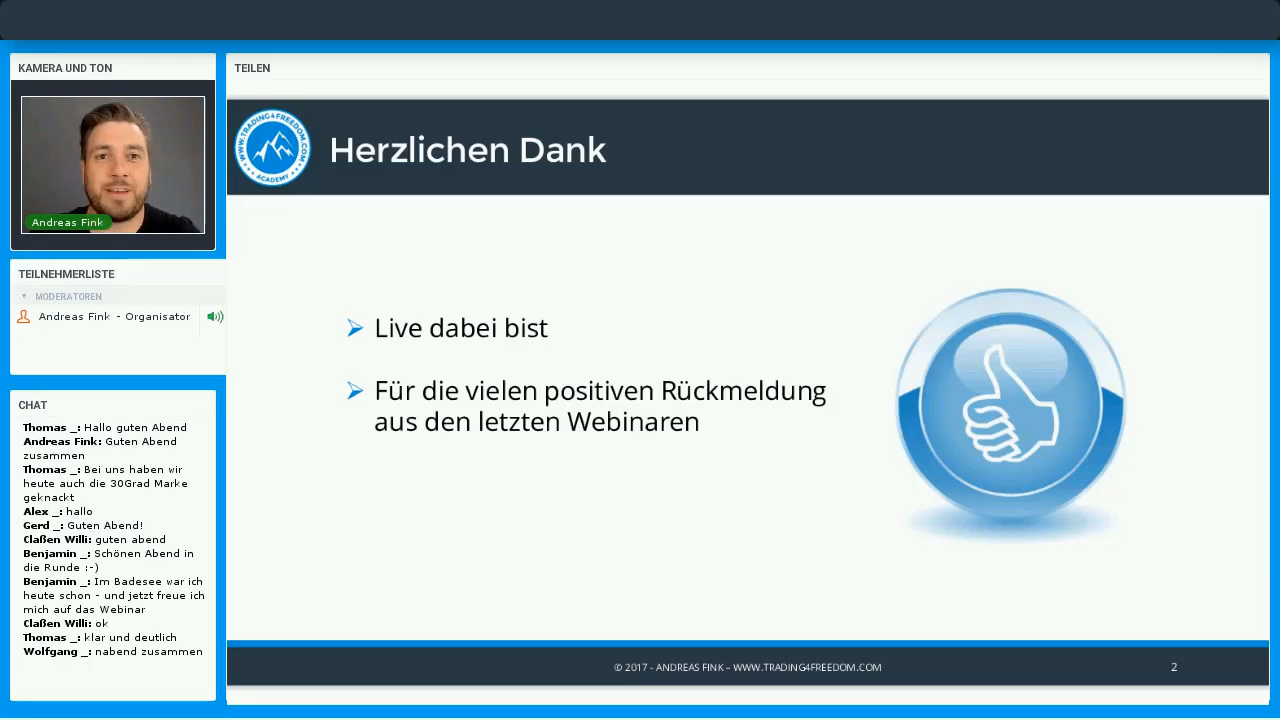 KAMERA UND TON
Andreas Fink
TEILNEHMERLISTE
MODERATOREN
Andreas Fink - Organisator
CHAT
Thomas _: Hallo guten Abend
Andreas Fink: Guten Abend
zusammen
Thomas _: Bei uns haben wir
heute auch die 30Grad Marke
geknackt
Alex _: hallo
Gerd _: Guten Abend!
Claßen Willi: guten abend
Benjamin _: Schönen Abend in
die Runde :-)
Benjamin _: Im Badesee war ich
heute schon - und jetzt freue ich
mich auf das Webinar
Claßen Willi: ok
Thomas _: klar und deutlich
Wolfgang _: nabend zusammen
TEILEN
WWW.TRADING4FREEDOM.COM
ACADEMY
Herzlichen Dank
Live dabei bist
Für die vielen positiven Rückmeldung
aus den letzten Webinaren
© 2017 - ANDREAS FINK – WWW.TRADING4FREEDOM.COM
2